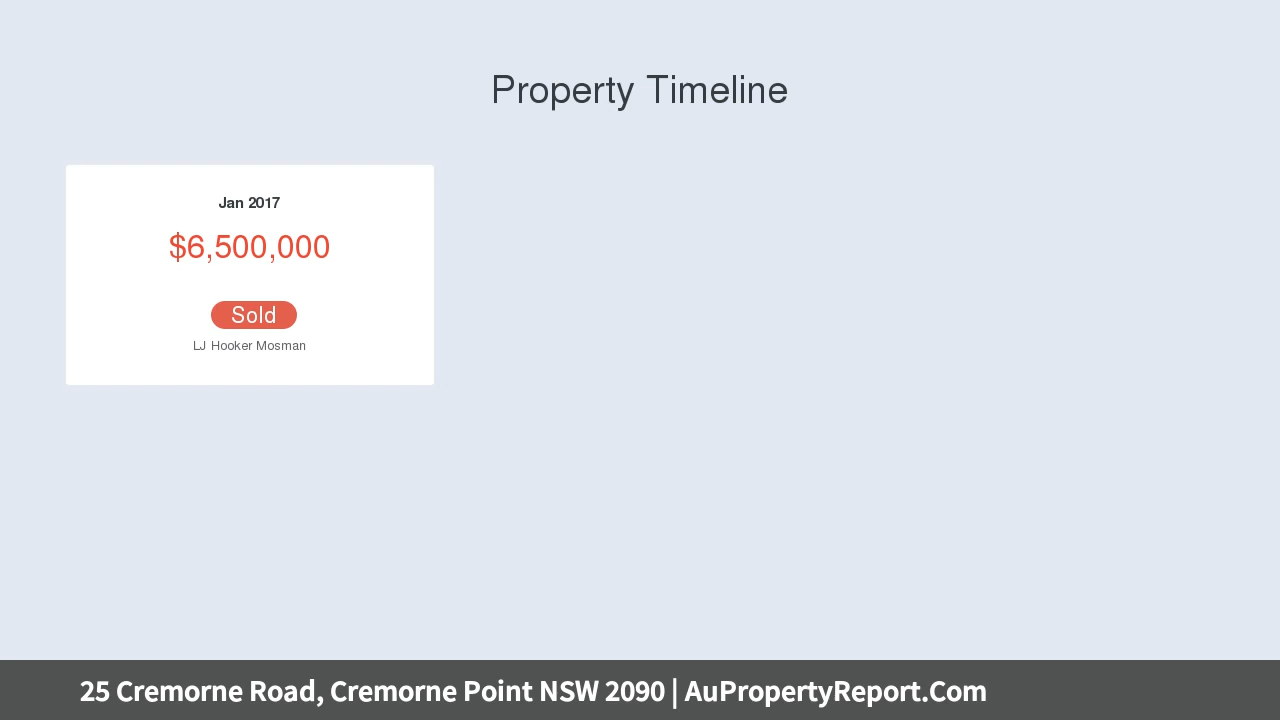 Property Timeline
Jan 2017
$6,500,000
Sold
LJ Hooker Mosman
25 Cremorne Road, Cremorne Point NSW 2090 | AuPropertyReport.Com